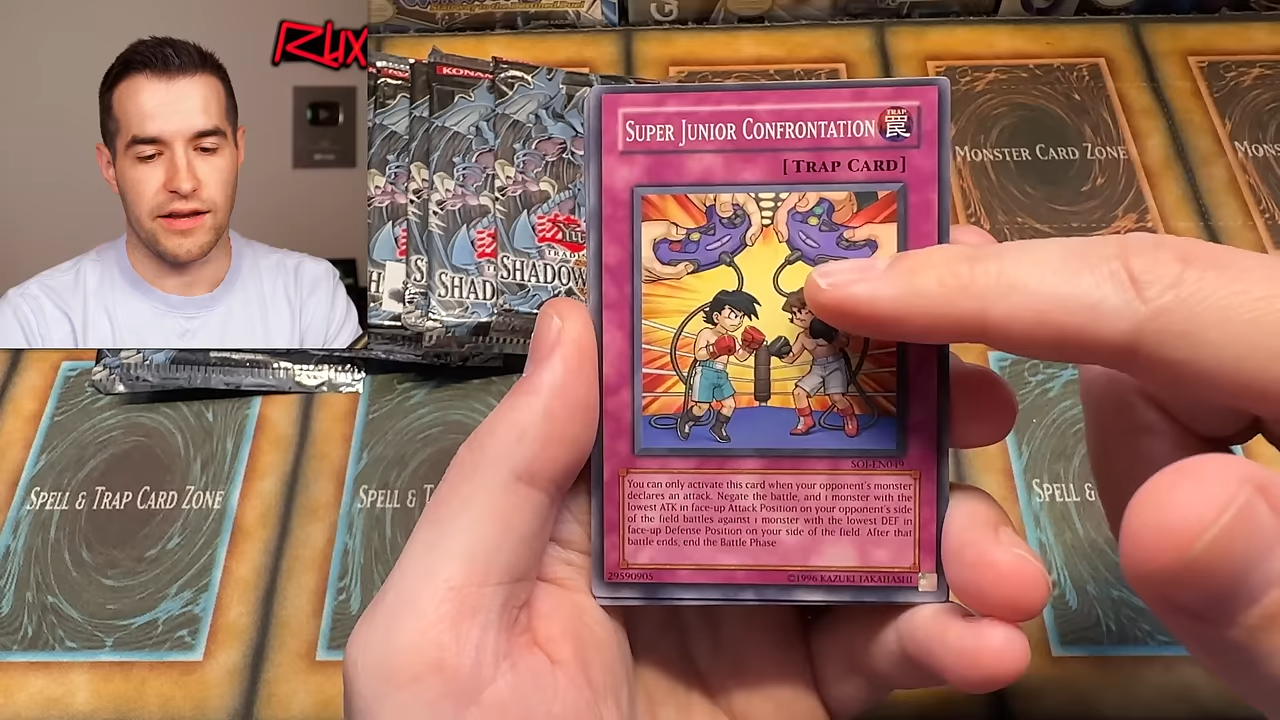 Rhx
KONAMI
SHAD
SHADOW
SUPER JUNIOR CONFRONTATION
TRAP
罠
[TRAP CARD]
SOI-EN049
You can only activate this card when your opponent's monster
declares an attack. Negate the battle, and 1 monster with the
lowest ATK in face-up Attack Position on your opponent's side
of the field battles against 1 monster with the lowest DEF in
face-up Defense Position on your side of the field. After that
battle ends, end the Battle Phase
29590905
©1996 KAZUKI TAKAHASHI
MONSTER CARD ZONE
MONS
SPELL & TRAP CARD ZONE
SPELL & T
SPELL &